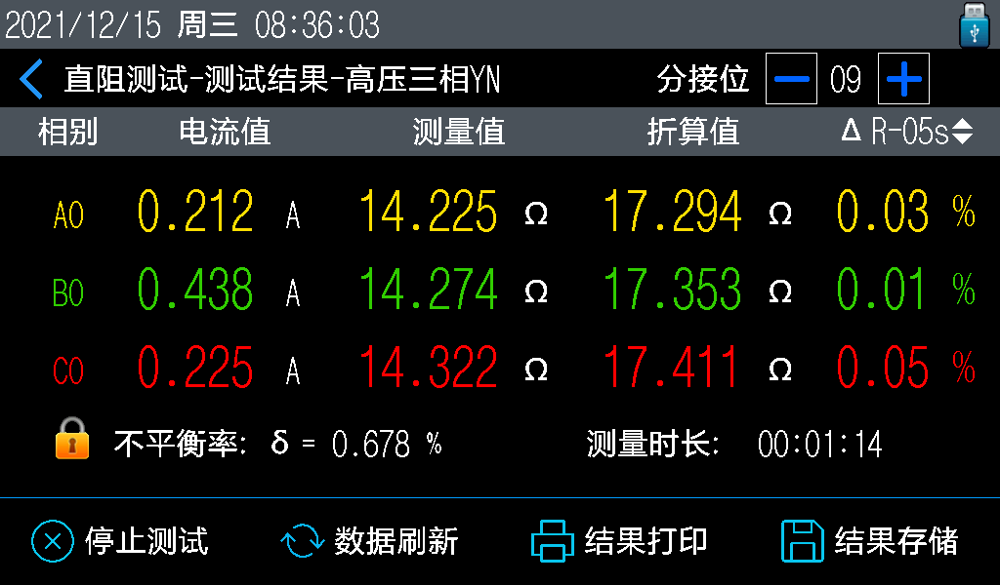 2021/12/15 周三 08:36:03
直阻测试-测试结果-高压三相YN 分接位 09
相别 电流值 测量值 折算值 Δ R-05s
A0 0.212 A 14.225 Ω 17.294 Ω 0.03 %
B0 0.438 A 14.274 Ω 17.353 Ω 0.01 %
C0 0.225 A 14.322 Ω 17.411 Ω 0.05 %
不平衡率: δ = 0.678 % 测量时长: 00:01:14
停止测试 数据刷新 结果打印 结果存储